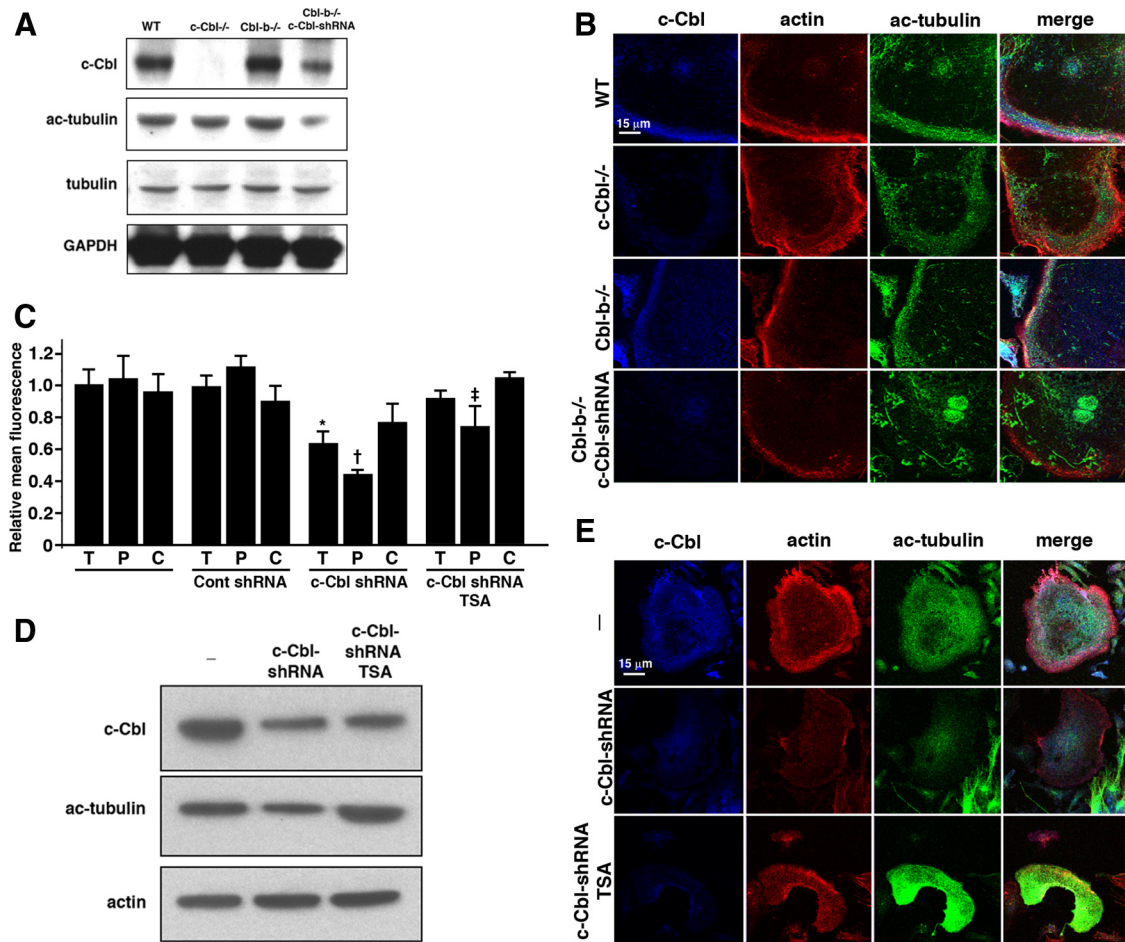 A
WT
c-Cbl-/-
Cbl-b-/-
Cbl-b-/-
c-Cbl-shRNA
c-Cbl
ac-tubulin
tubulin
GAPDH
B
c-Cbl
actin
ac-tubulin
merge
WT
15 μm
c-Cbl-/-
Cbl-b-/-
Cbl-b-/-
c-Cbl-shRNA
C
Relative mean fluorescence
1.2
1.0
0.8
0.6
0.4
0.2
0
*
†
‡
T P C T P C T P C T P C
Cont shRNA
c-Cbl shRNA
c-Cbl shRNA
TSA
D
–
c-Cbl-
shRNA
c-Cbl-
shRNA
TSA
c-Cbl
ac-tubulin
actin
E
c-Cbl
actin
ac-tubulin
merge
–
15 μm
c-Cbl-shRNA
c-Cbl-shRNA
TSA